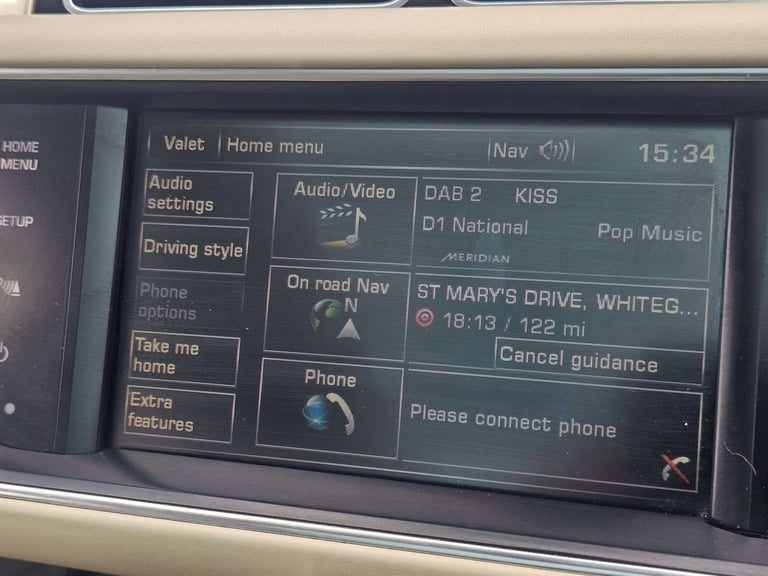 HOME
MENU
SETUP
Valet
Home menu
Nav
15:34
Audio
settings
Driving style
Phone
options
Take me
home
Extra
features
Audio/Video
On road Nav
N
Phone
DAB 2 KISS
D1 National Pop Music
MERIDIAN
ST MARY'S DRIVE, WHITEG...
18:13 / 122 mi
Cancel guidance
Please connect phone